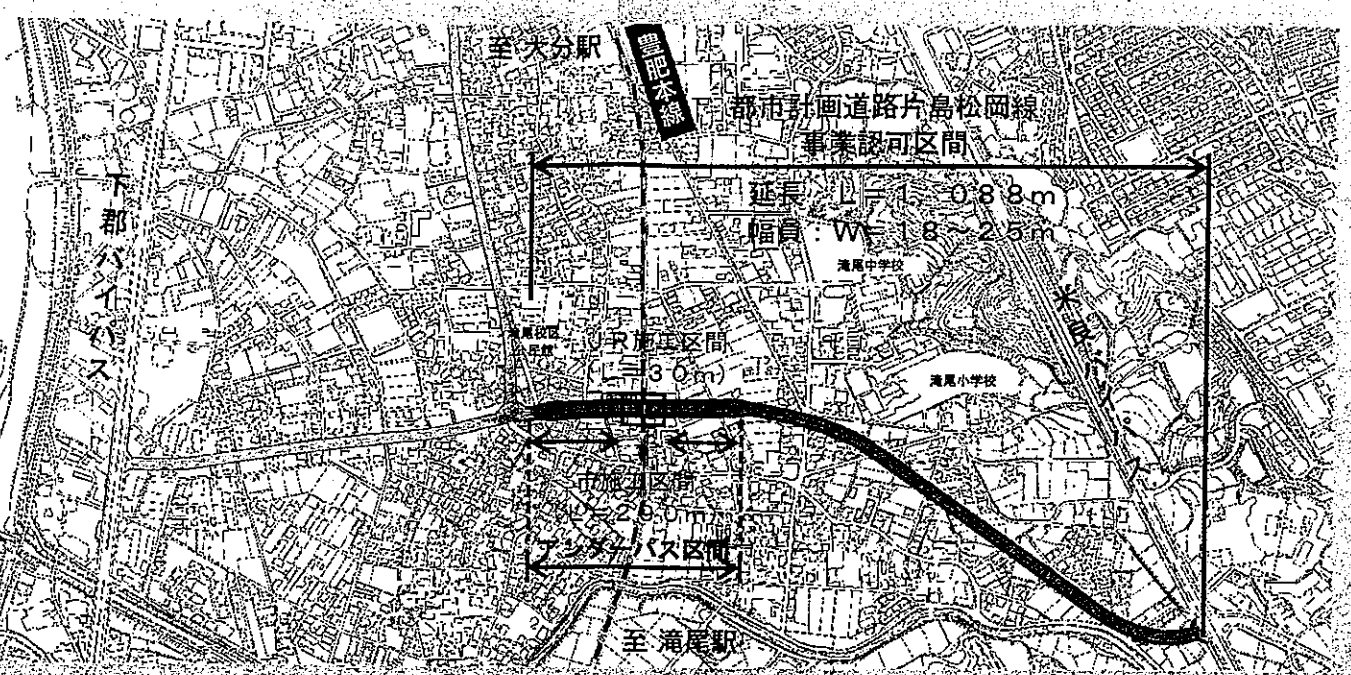 至 大分駅
豊肥本線
都市計画道路片島松岡線
事業認可区間
延長：L＝1，088m
幅員：W＝18～25m
下郡バイパス
滝尾中学校
滝尾校区
公民館
JR施工区間
（L＝30m）
米良バイパス
滝尾小学校
市施工区間
（L＝290m）
アンダーパス区間
至 滝尾駅